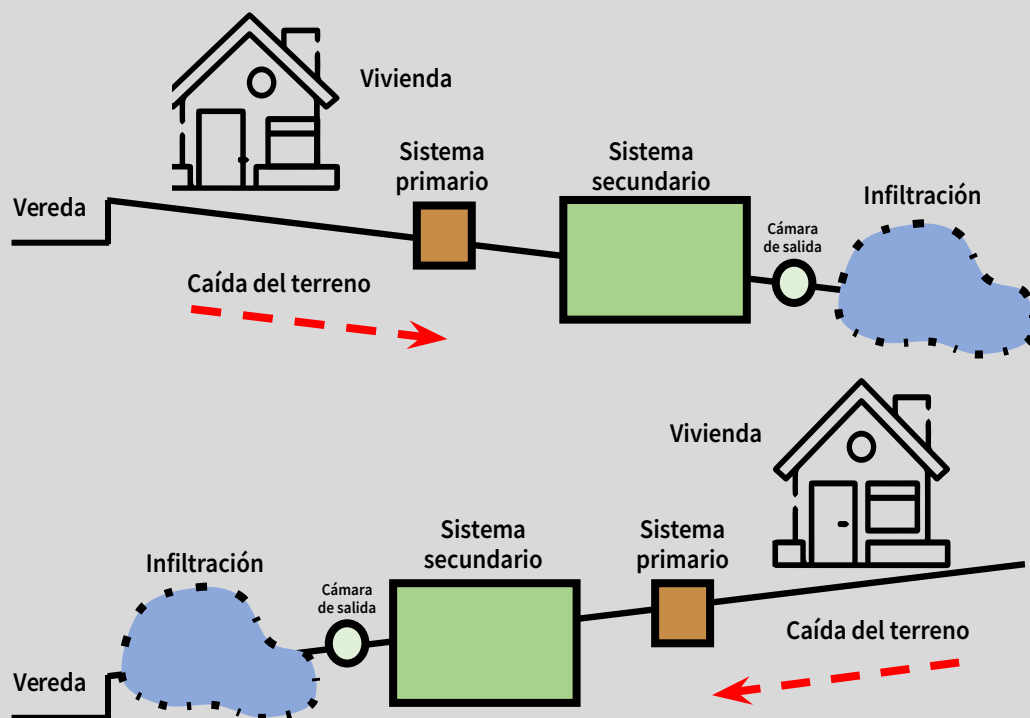 Vivienda
Sistema
primario
Sistema
secundario
Vereda
Infiltración
Cámara
de salida
Caída del terreno
Vivienda
Sistema
secundario
Sistema
primario
Infiltración
Cámara
de salida
Caída del terreno
Vereda